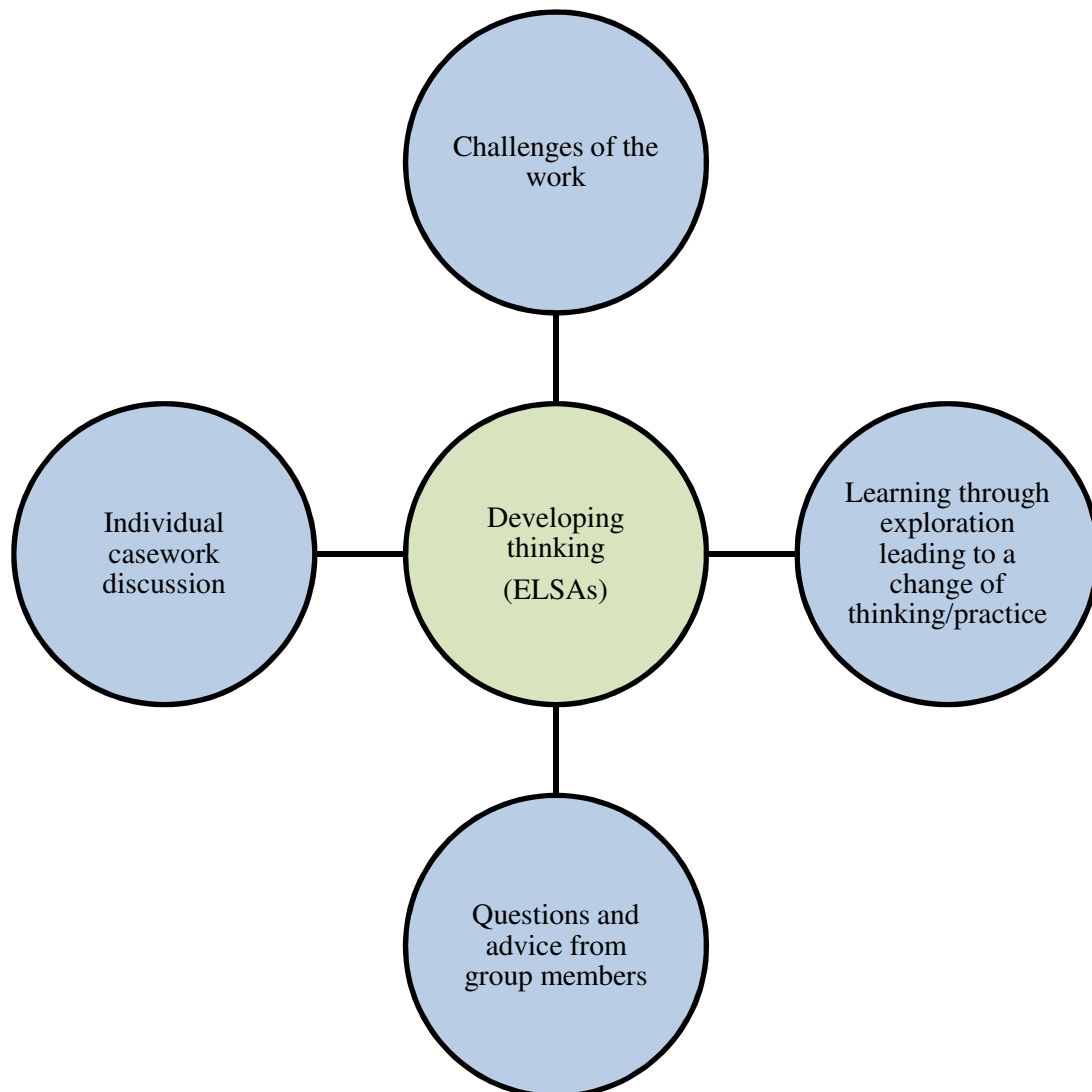 Challenges of the
work
Individual
casework
discussion
Developing
thinking
(ELSAs)
Learning through
exploration
leading to a
change of
thinking/practice
Questions and
advice from
group members